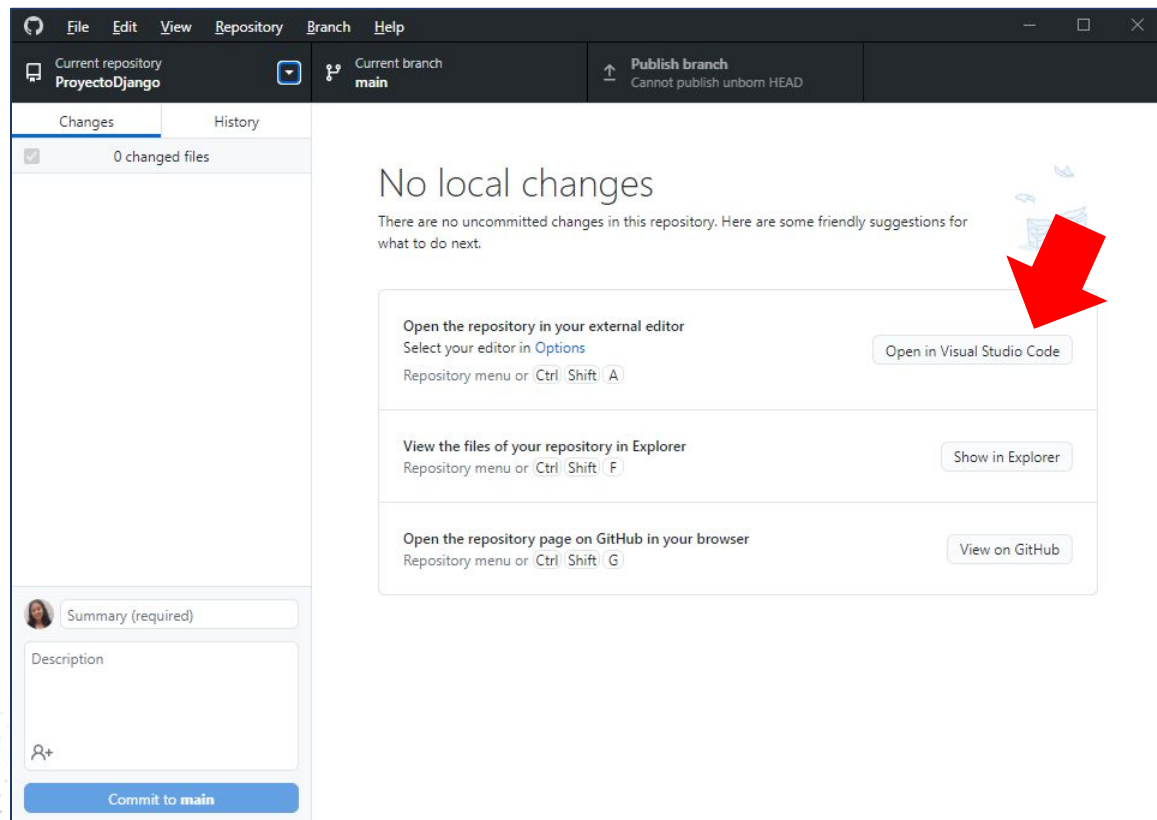 File Edit View Repository Branch Help
Current repository
ProyectoDjango
Current branch
main
Publish branch
Cannot publish unborn HEAD
Changes History
0 changed files
No local changes
There are no uncommitted changes in this repository. Here are some friendly suggestions for
what to do next.
Open the repository in your external editor
Select your editor in Options
Repository menu or Ctrl Shift A
Open in Visual Studio Code
View the files of your repository in Explorer
Repository menu or Ctrl Shift F
Show in Explorer
Open the repository page on GitHub in your browser
Repository menu or Ctrl Shift G
View on GitHub
Summary (required)
Description
Commit to main